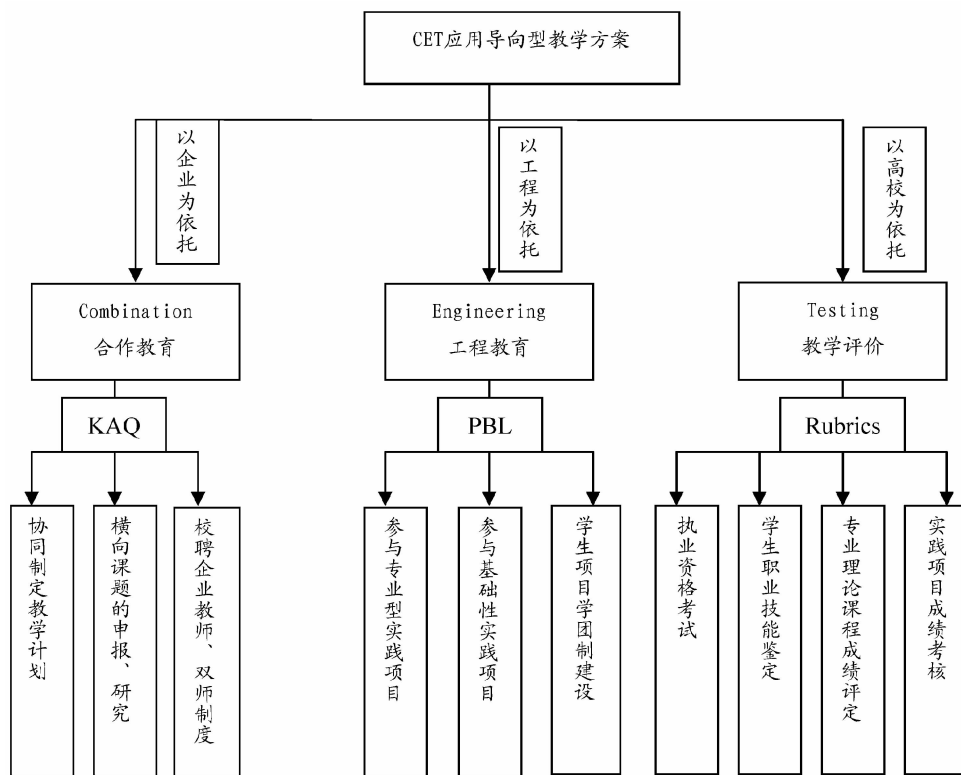 CET应用导向型教学方案
以企业为依托
以工程为依托
以高校为依托
Combination
合作教育
Engineering
工程教育
Testing
教学评价
KAQ
PBL
Rubrics
协同制定教学计划
横向课题的申报、研究
校聘企业教师、双师制度
参与专业型实践项目
参与基础性实践项目
学生项目学团制建设
执业资格考试
学生职业技能鉴定
专业理论课程成绩评定
实践项目成绩考核